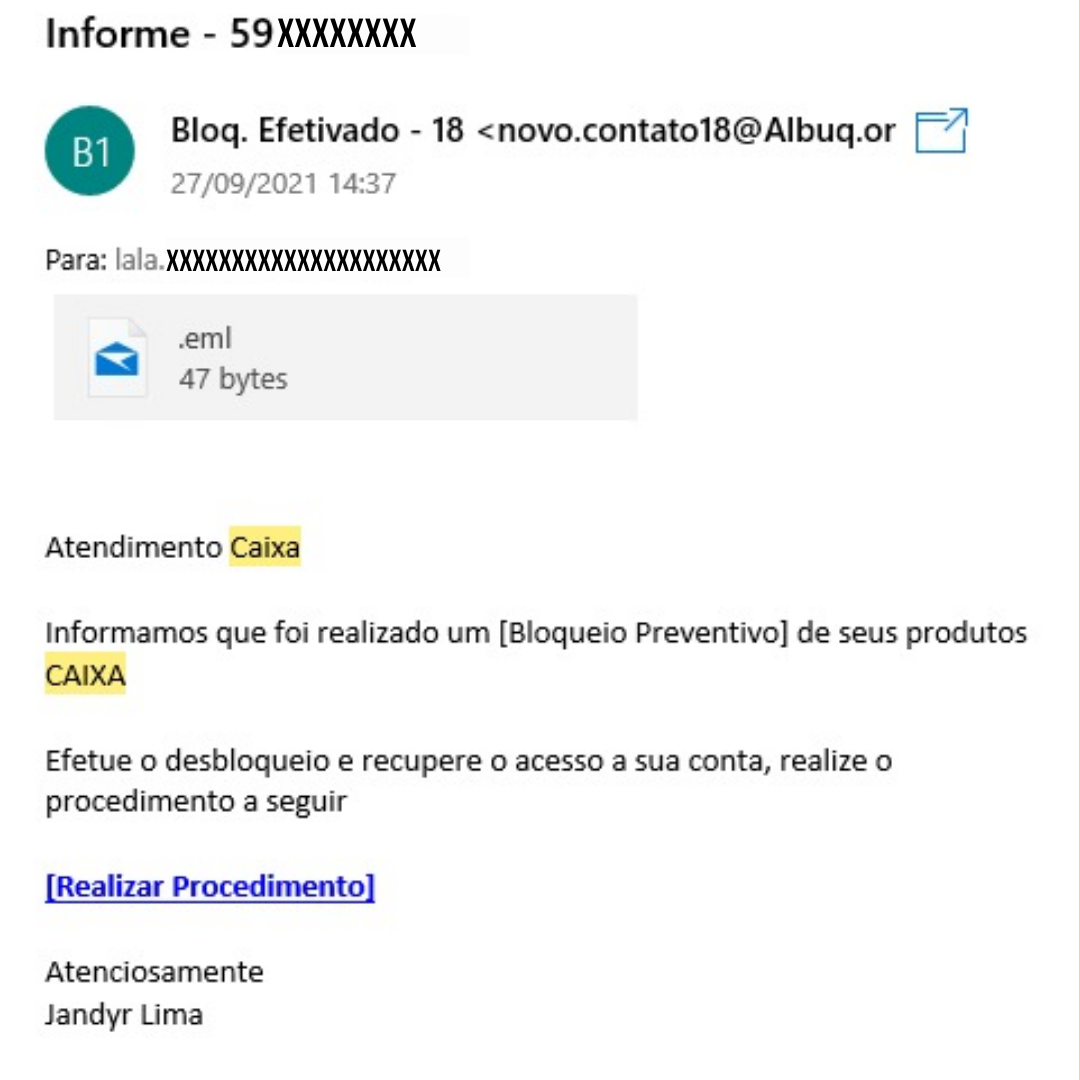 Informe - 59XXXXXXXX
B1
Bloq. Efetivado - 18 <novo.contato18@Albuq.or
27/09/2021 14:37
Para: lala.XXXXXXXXXXXXXXXXXXXXX
.eml
47 bytes
Atendimento Caixa
Informamos que foi realizado um [Bloqueio Preventivo] de seus produtos
CAIXA
Efetue o desbloqueio e recupere o acesso a sua conta, realize o
procedimento a seguir
[Realizar Procedimento]
Atenciosamente
Jandyr Lima